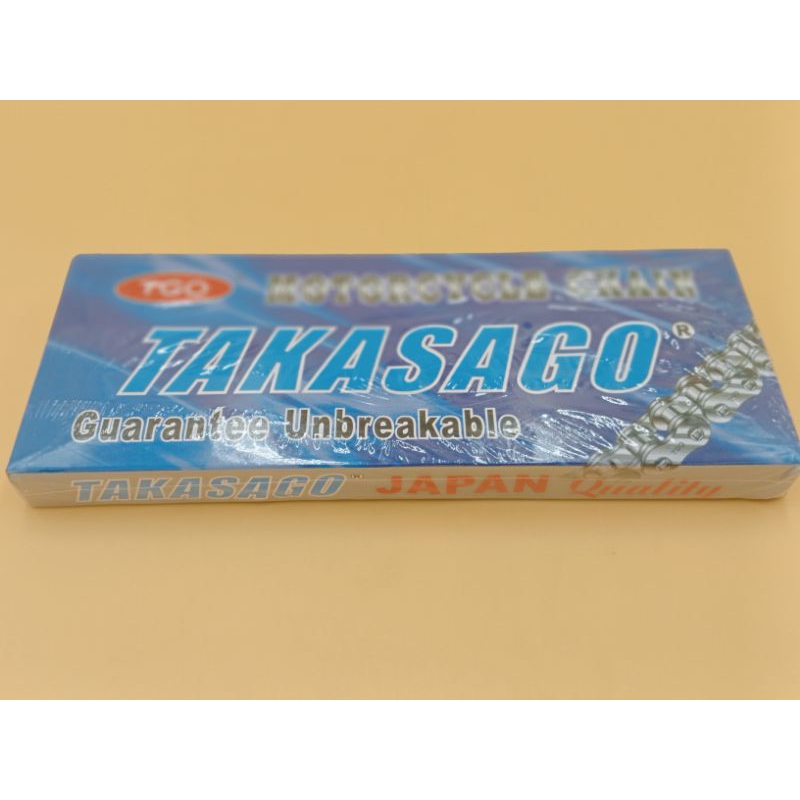 TGO MOTORCYCLE CHAIN
TAKASAGO®
Guarantee Unbreakable
TAKASAGO® JAPAN Quality